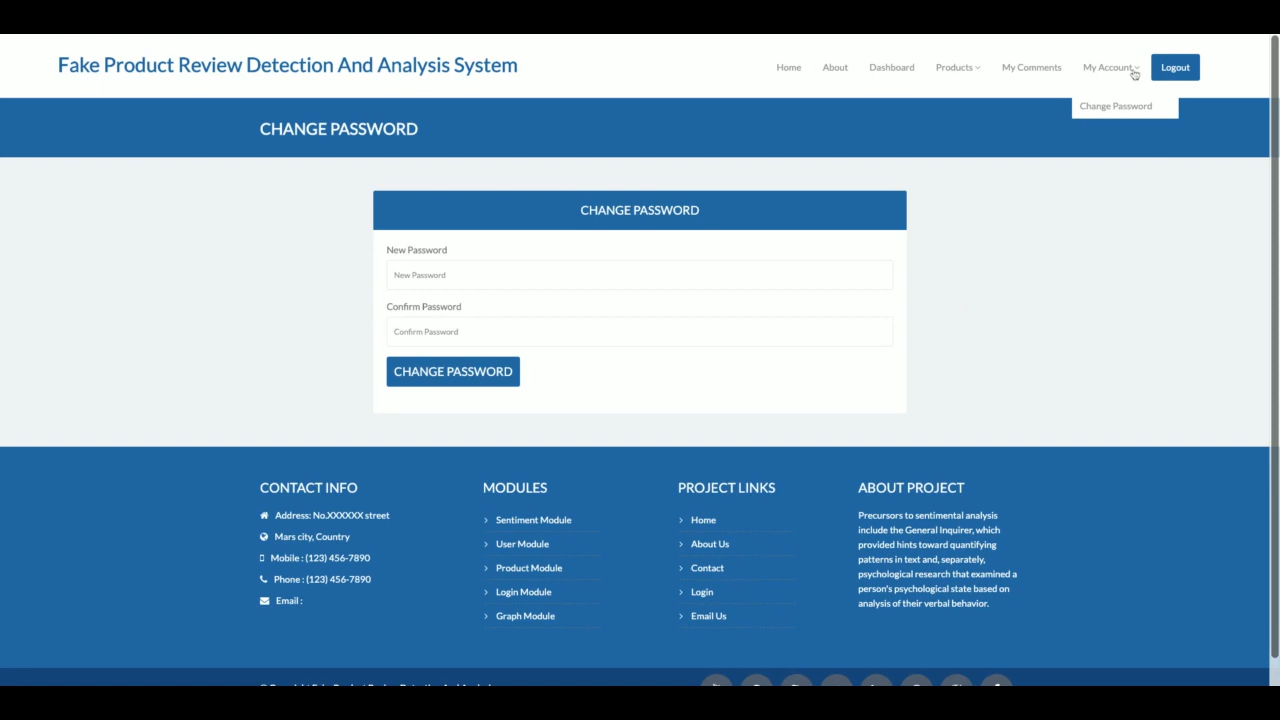 Fake Product Review Detection And Analysis System
Home
About
Dashboard
Products
My Comments
My Account
Logout
Change Password
CHANGE PASSWORD
CHANGE PASSWORD
New Password
New Password
Confirm Password
Confirm Password
CHANGE PASSWORD
CONTACT INFO
Address: No.XXXXXX street
Mars city, Country
Mobile : (123) 456-7890
Phone : (123) 456-7890
Email :
MODULES
Sentiment Module
User Module
Product Module
Login Module
Graph Module
PROJECT LINKS
Home
About Us
Contact
Login
Email Us
ABOUT PROJECT
Precursors to sentimental analysis
include the General Inquirer, which
provided hints toward quantifying
patterns in text and, separately,
psychological research that examined a
person's psychological state based on
analysis of their verbal behavior.